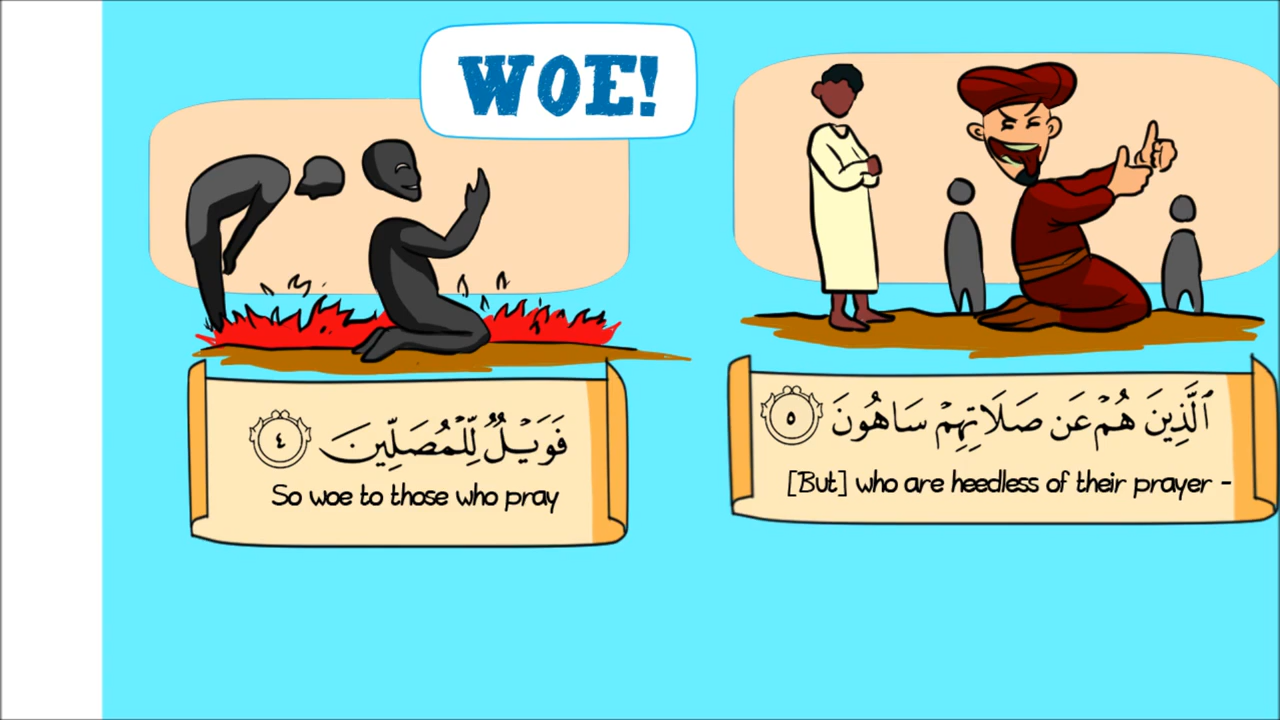 WOE!
فَوَيْلٌ لِّلْمُصَلِّينَ ٤
So woe to those who pray
ٱلَّذِينَ هُمْ عَن صَلَاتِهِمْ سَاهُونَ ٥
[But] who are heedless of their prayer -